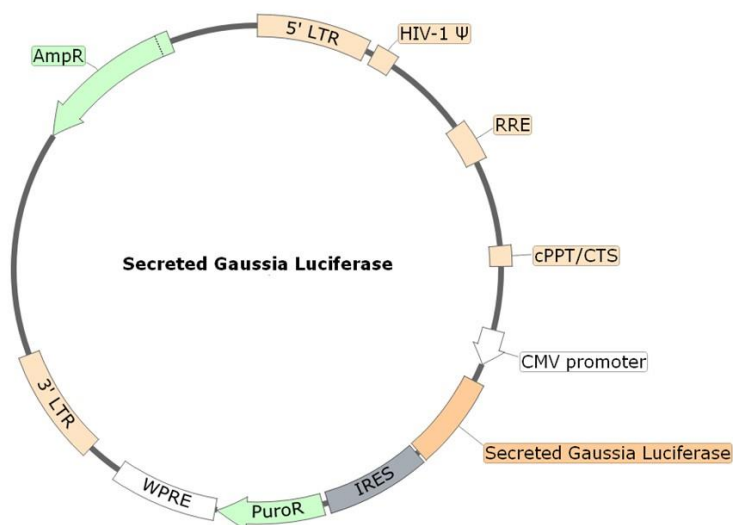 5' LTR
HIV-1 Ψ
AmpR
RRE
Secreted Gaussia Luciferase
cPPT/CTS
CMV promoter
3' LTR
Secreted Gaussia Luciferase
IRES
WPRE
PuroR